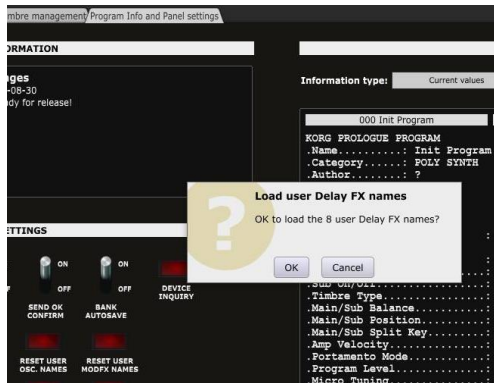 mbre management
Program Info and Panel settings
ORMATION
nges
-08-30
dy for release!
Information type:
Current values
000 Init Program
KORG PROLOGUE PROGRAM
.Name..........: Init Program
.Category......: POLY SYNTH
.Author........: ?
Load user Delay FX names
OK to load the 8 user Delay FX names?
OK
Cancel
ETTINGS
ON
ON
OFF
OFF
SEND OK
CONFIRM
BANK
AUTOSAVE
DEVICE
INQUIRY
RESET USER
OSC. NAMES
RESET USER
MODFX NAMES
.Sub On/Off
.Timbre Type
.Main/Sub Balance
.Main/Sub Position
.Main/Sub Split Key
.Amp Velocity
.Portamento Mode
.Program Level
.Micro Tuning